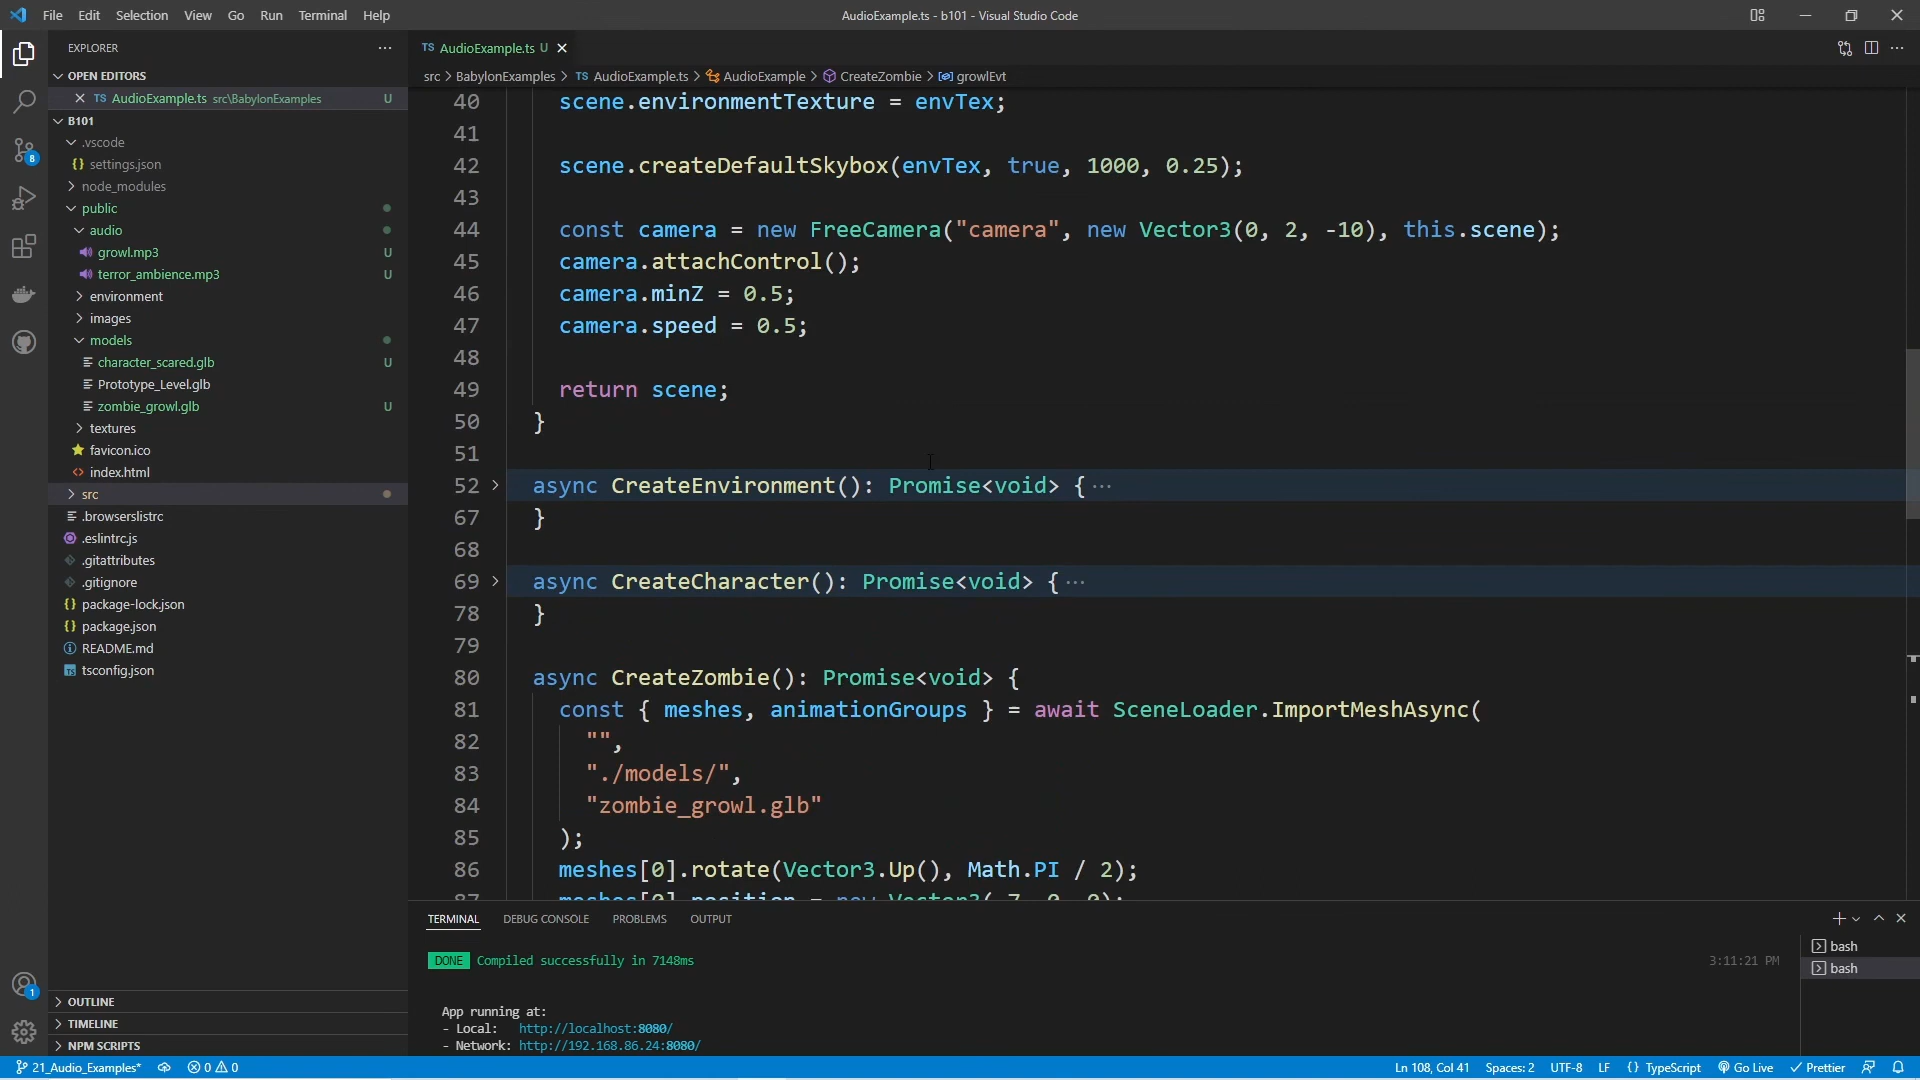 File Edit Selection View Go Run Terminal Help
AudioExample.ts - b101 - Visual Studio Code
EXPLORER
OPEN EDITORS
TS AudioExample.ts src\BabylonExamples U
B101
.vscode
{} settings.json
node_modules
public
audio
growl.mp3 U
terror_ambience.mp3 U
environment
images
models
character_scared.glb U
Prototype_Level.glb
zombie_growl.glb U
textures
favicon.ico
<> index.html
src
.browserslistrc
.eslintrc.js
.gitattributes
.gitignore
{} package-lock.json
{} package.json
README.md
tsconfig.json
OUTLINE
TIMELINE
NPM SCRIPTS
8
1
TS AudioExample.ts U
src > BabylonExamples > TS AudioExample.ts > AudioExample > CreateZombie > growlEvt
40 scene.environmentTexture = envTex;
41
42 scene.createDefaultSkybox(envTex, true, 1000, 0.25);
43
44 const camera = new FreeCamera("camera", new Vector3(0, 2, -10), this.scene);
45 camera.attachControl();
46 camera.minZ = 0.5;
47 camera.speed = 0.5;
48
49 return scene;
50 }
51
52 async CreateEnvironment(): Promise<void> {···
67 }
68
69 async CreateCharacter(): Promise<void> {···
78 }
79
80 async CreateZombie(): Promise<void> {
81 const { meshes, animationGroups } = await SceneLoader.ImportMeshAsync(
82 "",
83 "./models/",
84 "zombie_growl.glb"
85 );
86 meshes[0].rotate(Vector3.Up(), Math.PI / 2);
TERMINAL DEBUG CONSOLE PROBLEMS OUTPUT
DONE Compiled successfully in 7148ms 3:11:21 PM
App running at:
- Local: http://localhost:8080/
- Network: http://192.168.86.24:8080/
bash
bash
21_Audio_Examples* 0 0
Ln 108, Col 41 Spaces: 2 UTF-8 LF {} TypeScript Go Live Prettier